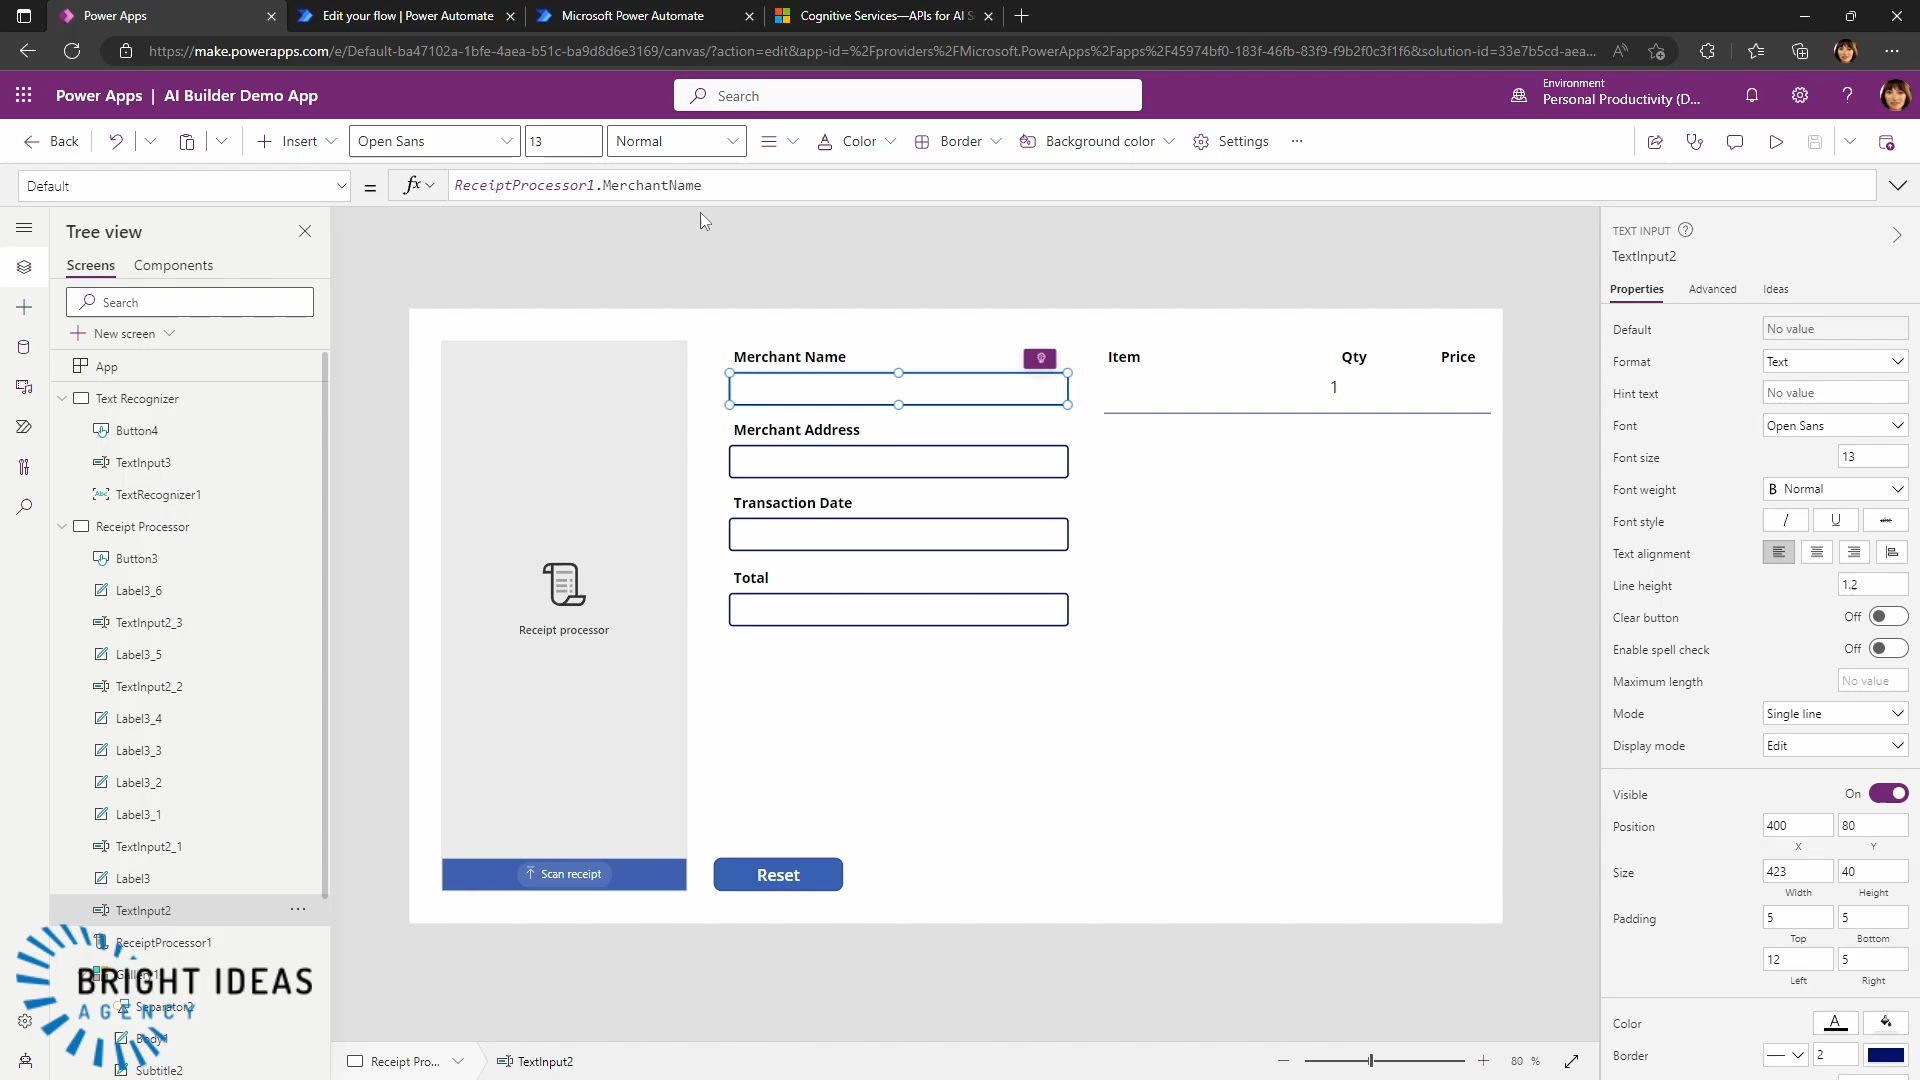 Power Apps
Edit your flow | Power Automate
Microsoft Power Automate
Cognitive Services—APIs for AI S
https://make.powerapps.com/e/Default-ba47102a-1bfe-4aea-b51c-ba9d8d6e3169/canvas/?action=edit&app-id=%2Fproviders%2FMicrosoft.PowerApps%2Fapps%2F45974bf0-183f-46fb-83f9-f9b2f0c3f1f6&solution-id=33e7b5cd-aea...
Power Apps | AI Builder Demo App
Search
Environment
Personal Productivity (D...
Back
Insert
Open Sans
13
Normal
Color
Border
Background color
Settings
Default
=
fx
ReceiptProcessor1.MerchantName
Tree view
Screens
Components
Search
New screen
App
Text Recognizer
Button4
TextInput3
TextRecognizer1
Receipt Processor
Button3
Label3_6
TextInput2_3
Label3_5
TextInput2_2
Label3_4
Label3_3
Label3_2
Label3_1
TextInput2_1
Label3
TextInput2
ReceiptProcessor1
Gallery1
Separator2
Body1
Subtitle2
BRIGHT IDEAS
AGENCY
Receipt processor
Scan receipt
Merchant Name
Merchant Address
Transaction Date
Total
Reset
Item
Qty
Price
1
Receipt Pro...
TextInput2
80 %
TEXT INPUT
TextInput2
Properties
Advanced
Ideas
Default
No value
Format
Text
Hint text
No value
Font
Open Sans
Font size
13
Font weight
B Normal
Font style
/ U abc
Text alignment
Line height
1.2
Clear button
Off
Enable spell check
Off
Maximum length
No value
Mode
Single line
Display mode
Edit
Visible
On
Position
400
80
X
Y
Size
423
40
Width
Height
Padding
5
5
Top
Bottom
12
5
Left
Right
Color
A
Border
2